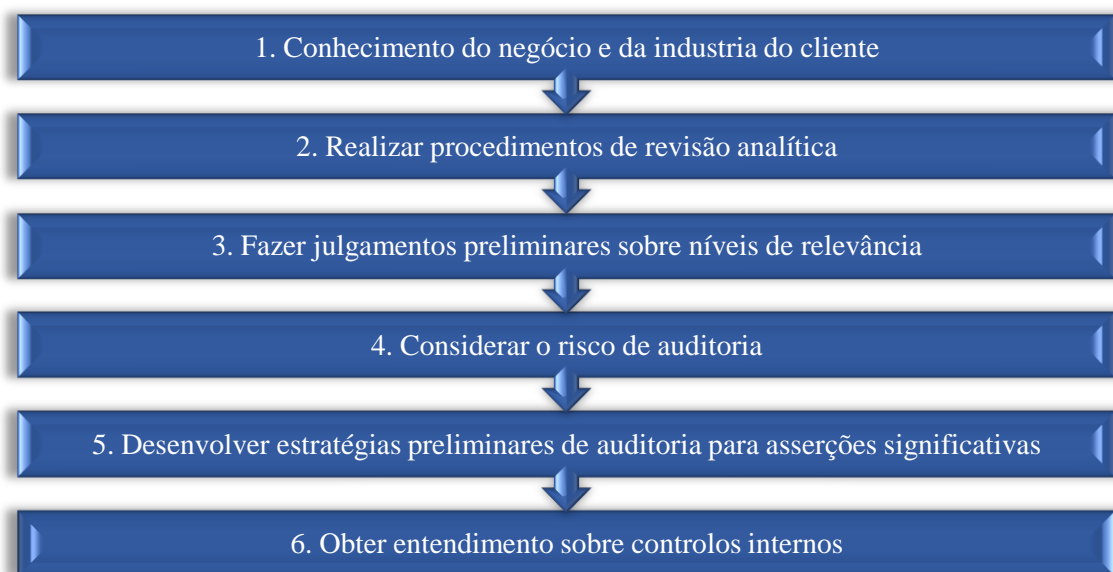 1. Conhecimento do negócio e da industria do cliente
2. Realizar procedimentos de revisão analítica
3. Fazer julgamentos preliminares sobre níveis de relevância
4. Considerar o risco de auditoria
5. Desenvolver estratégias preliminares de auditoria para asserções significativas
6. Obter entendimento sobre controlos internos